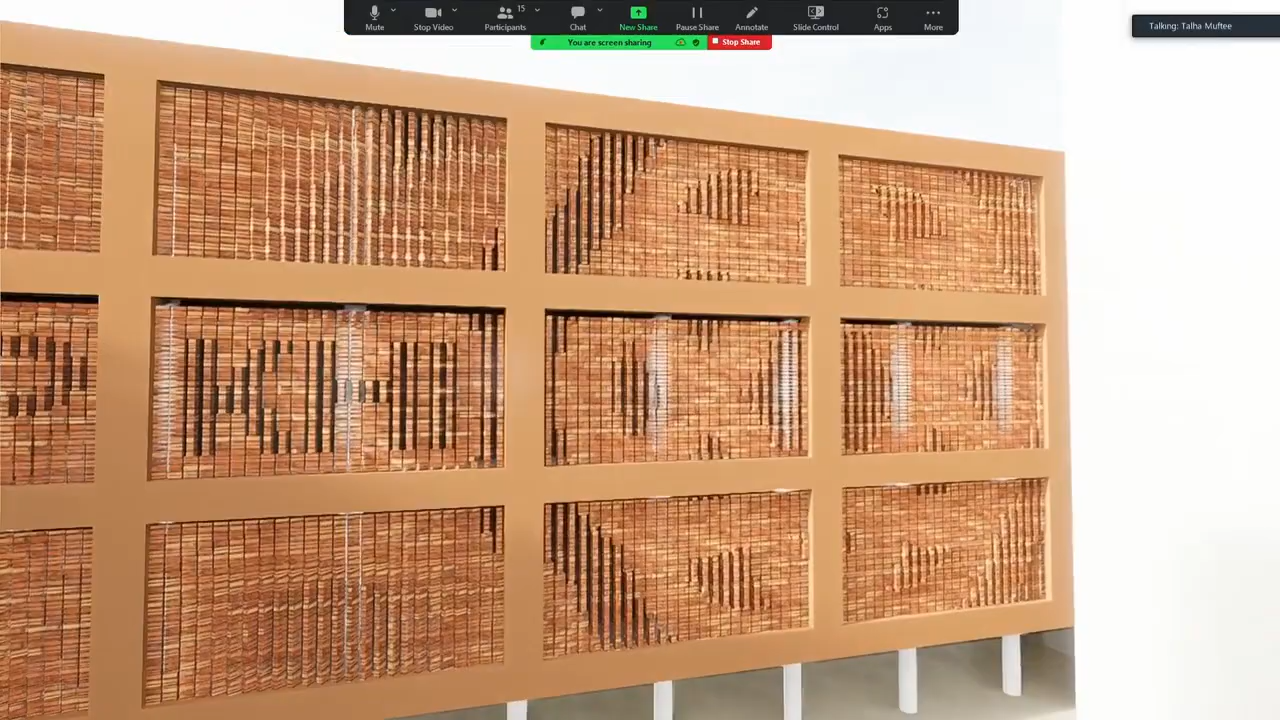 Mute
Stop Video
15
Participants
Chat
New Share
Pause Share
Annotate
Slide Control
Apps
More
You are screen sharing
Stop Share
Talking: Talha Muftee